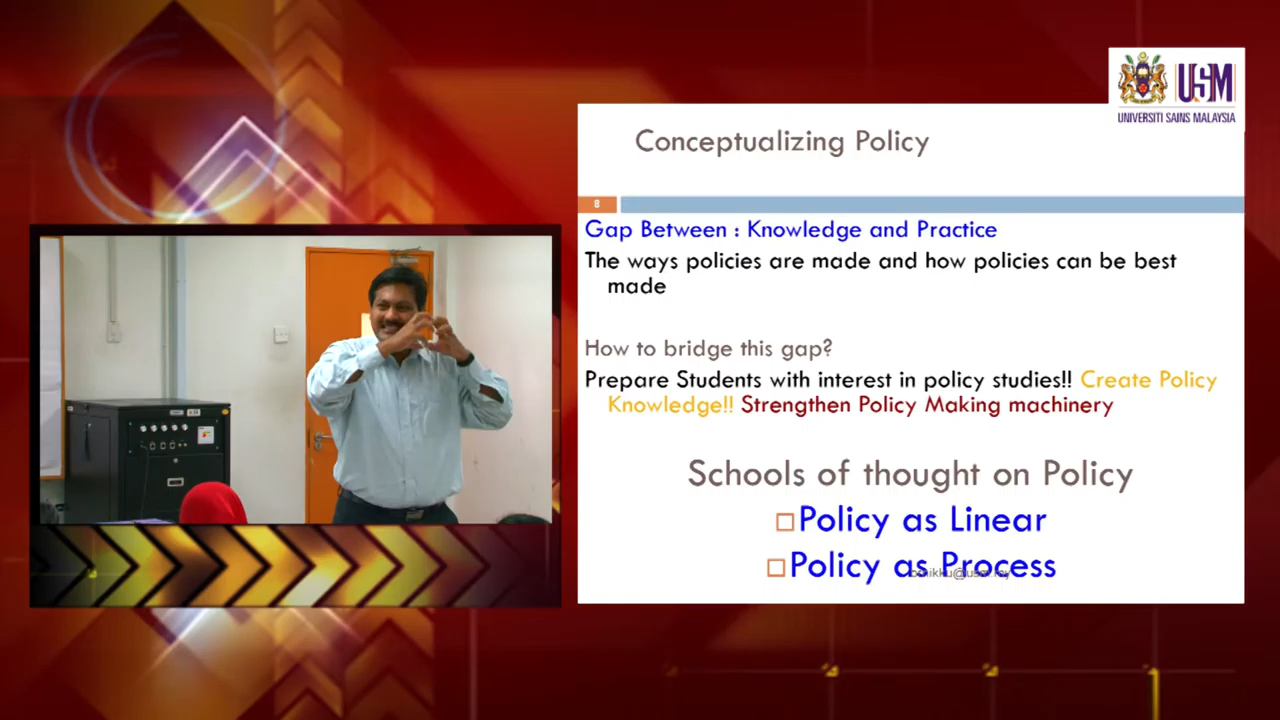 USM
UNIVERSITI SAINS MALAYSIA
Conceptualizing Policy
8
Gap Between : Knowledge and Practice
The ways policies are made and how policies can be best
made
How to bridge this gap?
Prepare Students with interest in policy studies!! Create Policy
Knowledge!! Strengthen Policy Making machinery
Schools of thought on Policy
Policy as Linear
Policy as Process